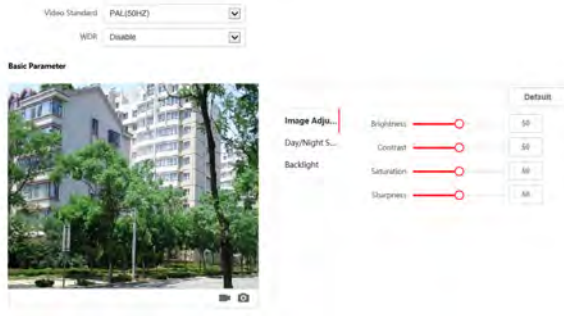 Video Standard PAL(50HZ)
WDR Disable
Basic Parameter
Default
Image Adju... Brightness 50
Day/Night S... Contrast 50
Backlight Saturation 50
Sharpness 50